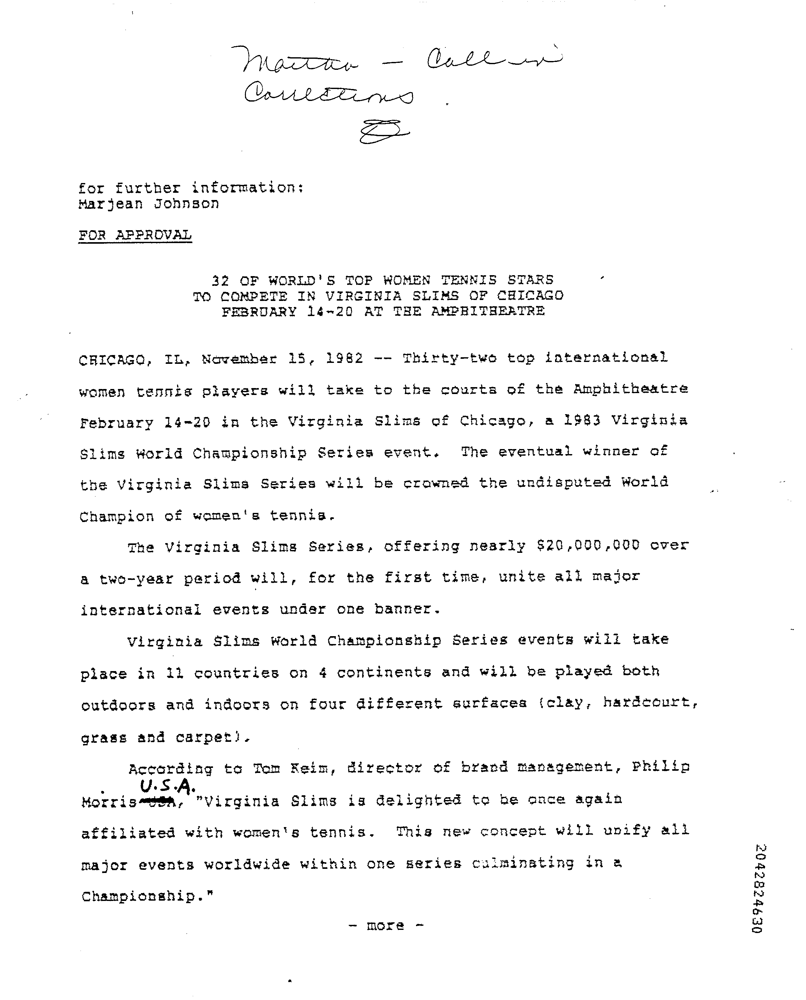 — Call in
Corrections
for further information:
Marjean Johnson
FOR APPROVAL
32 OF WORLD'S TOP WOMEN TENNIS STARS
TO COMPETE IN VIRGINIA SLIMS OF CHICAGO
FEBRUARY 14-20 AT THE AMPHITHEATRE
CHICAGO, IL, November 15, 1982 -- Thirty-two top international
women tennis players will take to the courts of the Amphitheatre
February 14-20 in the Virginia Slims of Chicago, a 1983 Virginia
Slims World Championship Series event. The eventual winner of
the Virginia Slims Series will be crowned the undisputed World
Champion of women's tennis.
The Virginia Slims Series, offering nearly $20,000,000 over
a two-year period will, for the first time, unite all major
international events under one banner.
Virginia Slims World Championship Series events will take
place in 11 countries on 4 continents and will be played both
outdoors and indoors on four different surfaces (clay, hardcourt,
grass and carpet).
According to Tom Keim, director of brand management, Philip
U.S.A.
Morris USA, "Virginia Slims is delighted to be once again
affiliated with women's tennis. This new concept will unify all
major events worldwide within one series culminating in a
Championship."
- more -
2042824630